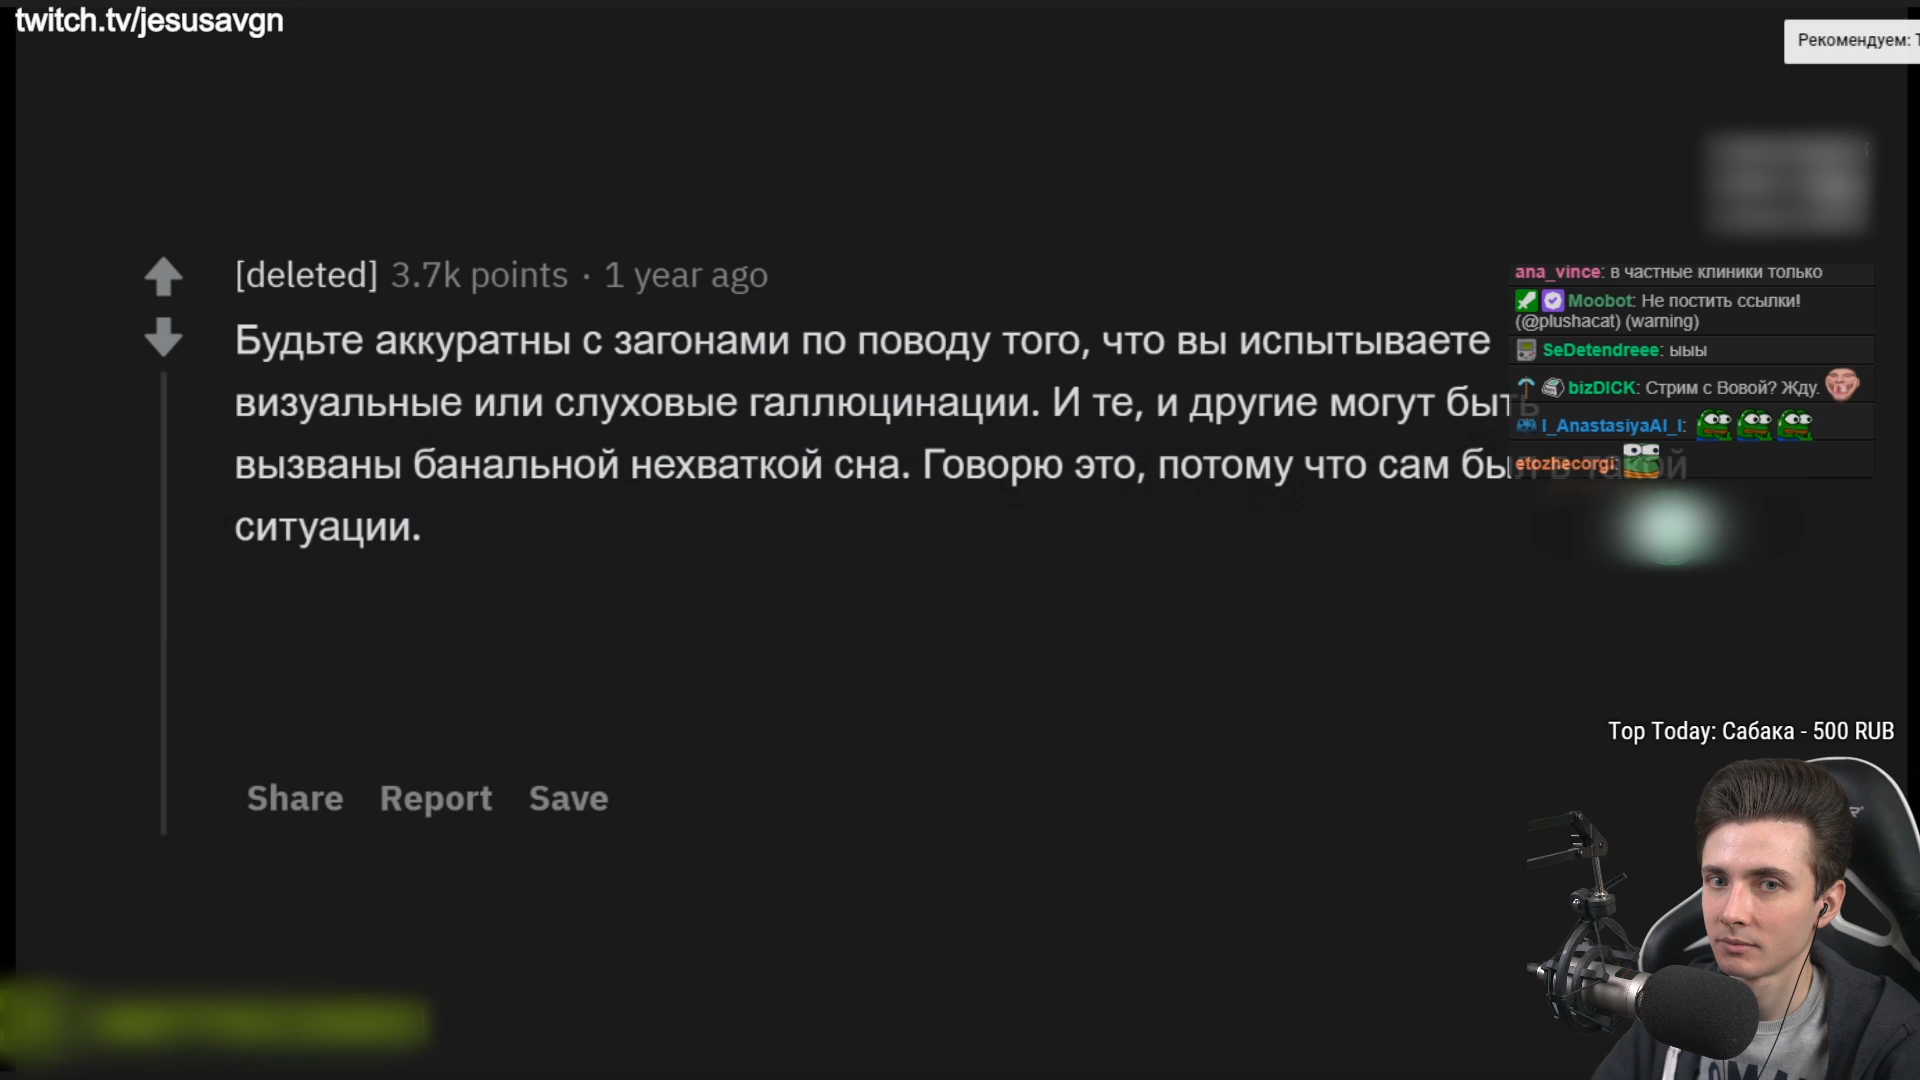 twitch.tv/jesusavgn
Рекомендуем:
[deleted] 3.7k points · 1 year ago
Будьте аккуратны с загонами по поводу того, что вы испытываете
визуальные или слуховые галлюцинации. И те, и другие могут быть
вызваны банальной нехваткой сна. Говорю это, потому что сам был в такой
ситуации.
Share Report Save
ana_vince: в частные клиники только
Moobot: Не постить ссылки!
(@plushacat) (warning)
SeDetendreee: ыыы
bizDICK: Стрим с Вовой? Жду.
I_AnastasiyaAI_I:
etozhecorgi:
Top Today: Сабака - 500 RUB